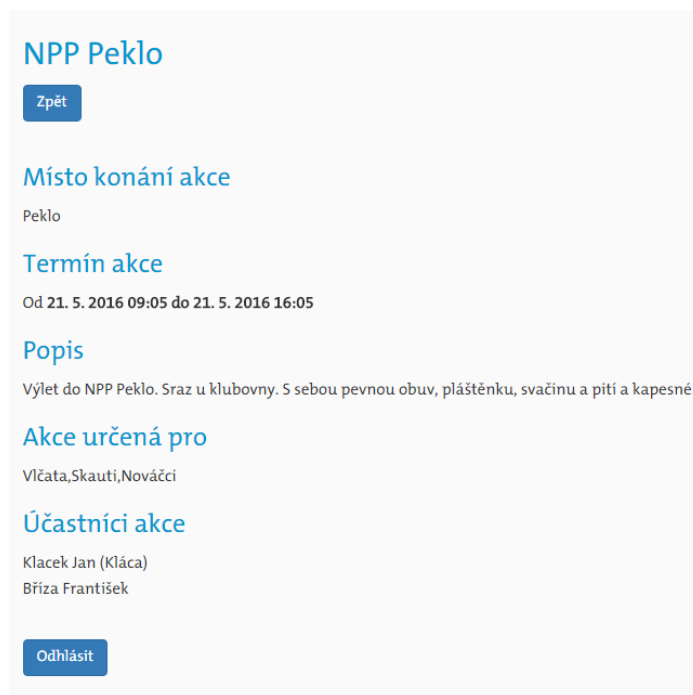 NPP Peklo
Zpět
Místo konání akce
Peklo
Termín akce
Od 21. 5. 2016 09:05 do 21. 5. 2016 16:05
Popis
Výlet do NPP Peklo. Sraz u klubovny. S sebou pevnou obuv, pláštěnku, svačinu a pití a kapesné
Akce určená pro
Vlčata,Skauti,Nováčci
Účastníci akce
Klacek Jan (Kláca)
Bříza František
Odhlásit